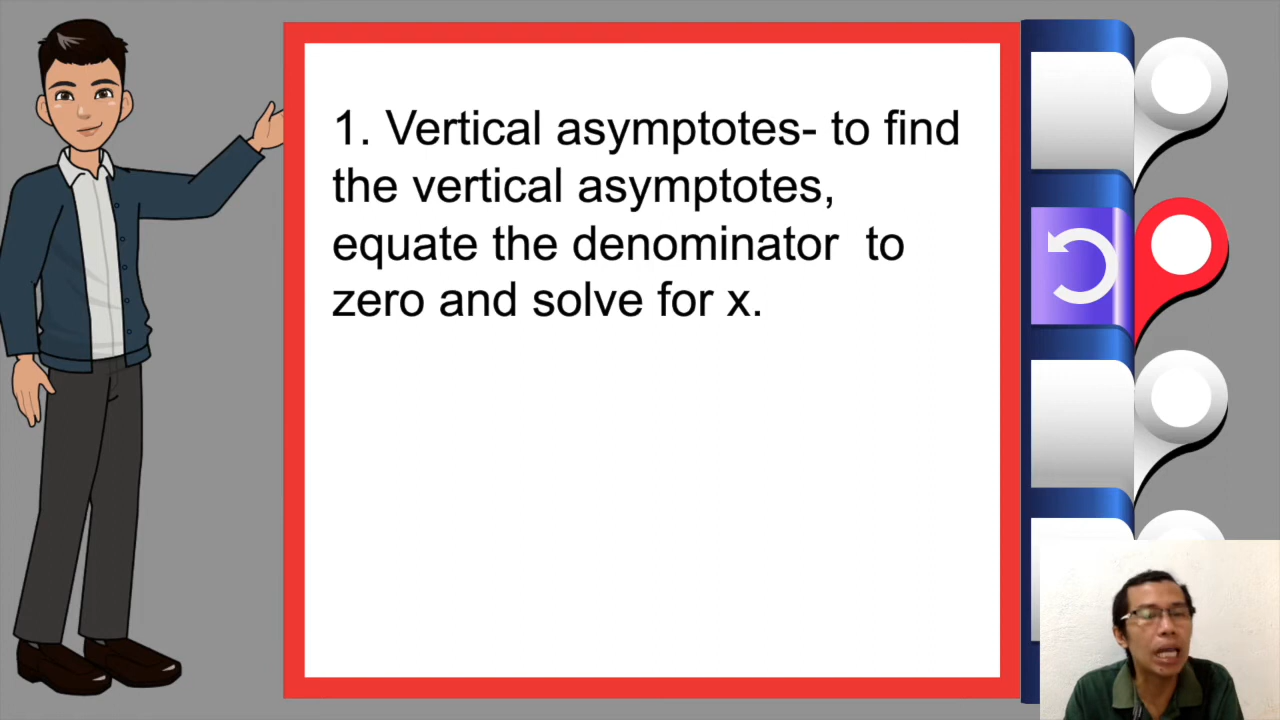 1. Vertical asymptotes- to find
the vertical asymptotes,
equate the denominator  to
zero and solve for x.